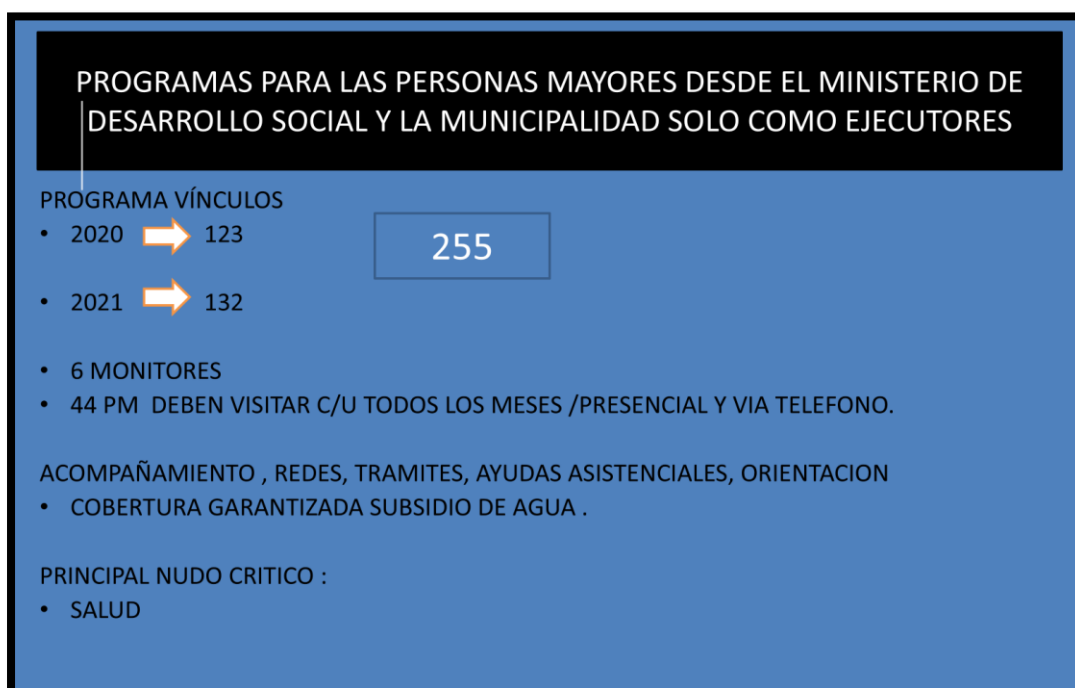 PROGRAMAS PARA LAS PERSONAS MAYORES DESDE EL MINISTERIO DE
DESARROLLO SOCIAL Y LA MUNICIPALIDAD SOLO COMO EJECUTORES
PROGRAMA VÍNCULOS
• 2020 123
255
• 2021 132
• 6 MONITORES
• 44 PM DEBEN VISITAR C/U TODOS LOS MESES /PRESENCIAL Y VIA TELEFONO.
ACOMPAÑAMIENTO , REDES, TRAMITES, AYUDAS ASISTENCIALES, ORIENTACION
• COBERTURA GARANTIZADA SUBSIDIO DE AGUA .
PRINCIPAL NUDO CRITICO :
• SALUD